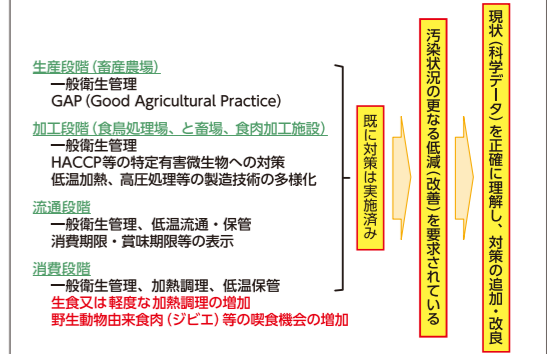 生産段階（畜産農場）
一般衛生管理
GAP（Good Agricultural Practice）
加工段階（食鳥処理場、と畜場、食肉加工施設）
一般衛生管理
HACCP等の特定有害微生物への対策
低温加熱、高圧処理等の製造技術の多様化
流通段階
一般衛生管理、低温流通・保管
消費期限・賞味期限等の表示
消費段階
一般衛生管理、加熱調理、低温保管
生食又は軽度な加熱調理の増加
野生動物由来食肉（ジビエ）等の喫食機会の増加
既に対策は実施済み
汚染状況の更なる低減（改善）を要求されている
現状（科学データ）を正確に理解し、対策の追加・改良